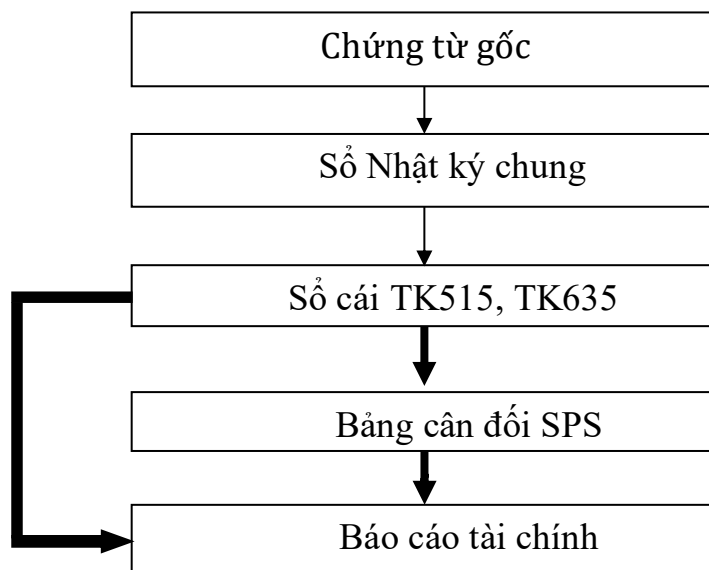 Chứng từ gốc
Sổ Nhật ký chung
Sổ cái TK515, TK635
Bảng cân đối SPS
Báo cáo tài chính